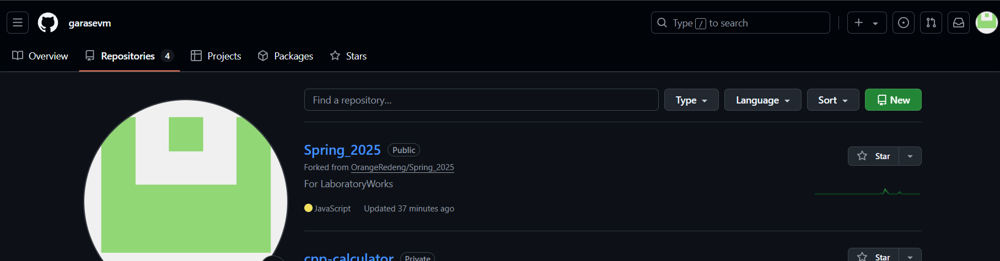 garasevm
Type / to search
Overview
Repositories 4
Projects
Packages
Stars
Find a repository...
Type
Language
Sort
New
Spring_2025 Public
Forked from OrangeRedeng/Spring_2025
For LaboratoryWorks
JavaScript Updated 37 minutes ago
Star
cpp-calculator Private
Star